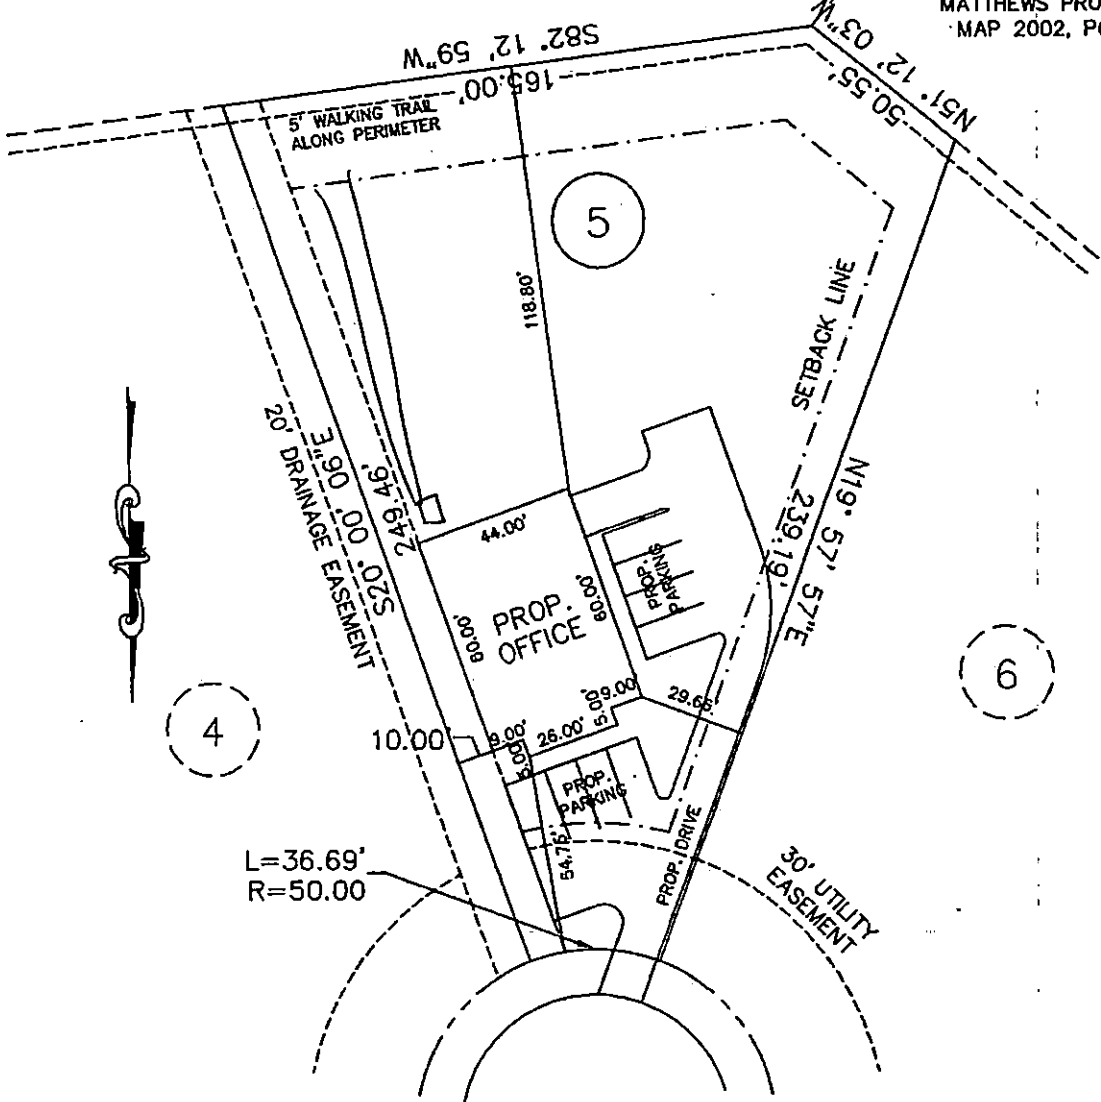 MATTHEWS PRO
MAP 2002, P
S82° 12' 59"W
165.00'
N51° 12' 03"W
50.55'
5' WALKING TRAIL
ALONG PERIMETER
5
118.80'
SETBACK LINE
N19° 57' 57"E
239.19'
20' DRAINAGE EASEMENT
S20° 00' 06"E
249.46'
44.00'
PROP.
OFFICE
60.00'
60.00'
PROP.
PARKING
4
6
10.00'
9.00'
5.00'
26.00'
5.00'
9.00'
29.66'
PROP.
PARKING
54.76'
PROP. DRIVE
L=36.69'
R=50.00
30' UTILITY
EASEMENT